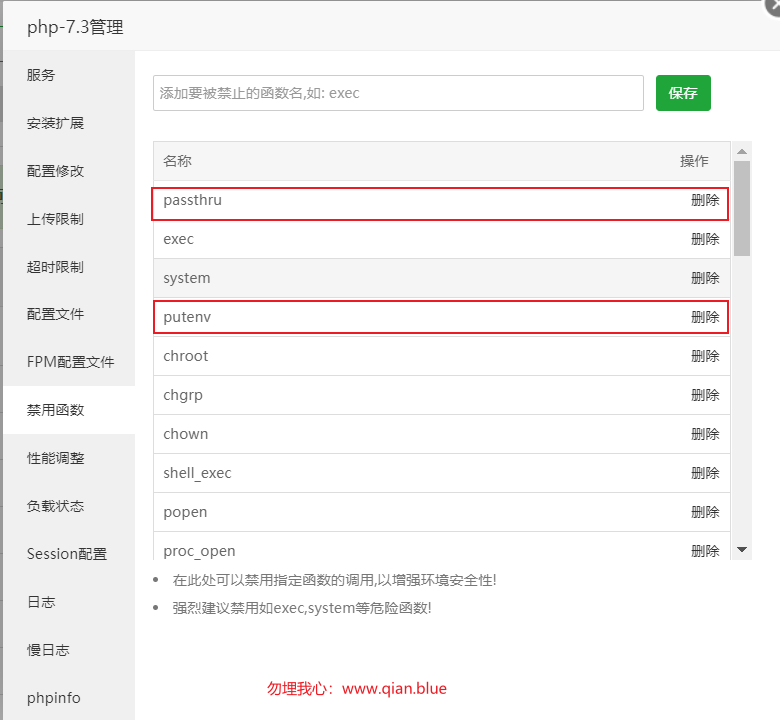 php-7.3管理
服务
安装扩展
配置修改
上传限制
超时限制
配置文件
FPM配置文件
禁用函数
性能调整
负载状态
Session配置
日志
慢日志
phpinfo
添加要被禁止的函数名,如: exec
保存
名称 操作
passthru 删除
exec 删除
system 删除
putenv 删除
chroot 删除
chgrp 删除
chown 删除
shell_exec 删除
popen 删除
proc_open 删除
• 在此处可以禁用指定函数的调用,以增强环境安全性!
• 强烈建议禁用如exec,system等危险函数!
勿埋我心：www.qian.blue